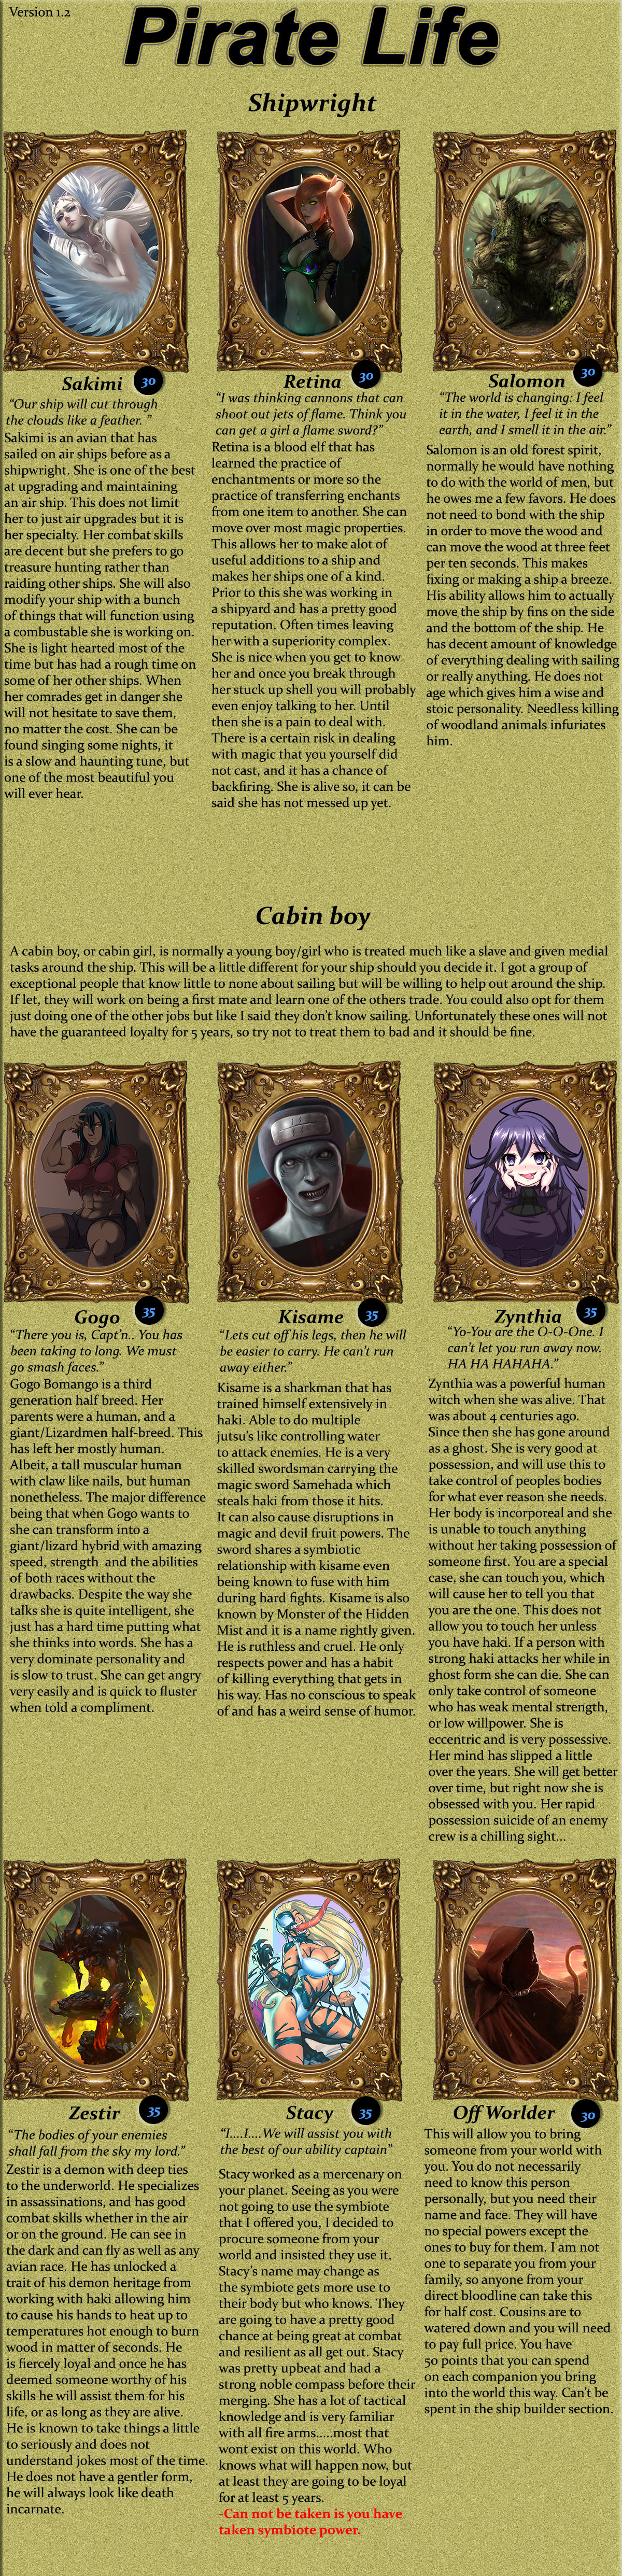 Version 1.2
Pirate Life
Shipwright
Sakimi 30
“Our ship will cut through
the clouds like a feather. ”
Sakimi is an avian that has
sailed on air ships before as a
shipwright. She is one of the best
at upgrading and maintaining
an air ship. This does not limit
her to just air upgrades but it is
her specialty. Her combat skills
are decent but she prefers to go
treasure hunting rather than
raiding other ships. She will also
modify your ship with a bunch
of things that will function using
a combustable she is working on.
She is light hearted most of the
time but has had a rough time on
some of her other ships. When
her comrades get in danger she
will not hesitate to save them,
no matter the cost. She can be
found singing some nights, it
is a slow and haunting tune, but
one of the most beautiful you
will ever hear.
Retina 30
“I was thinking cannons that can
shoot out jets of flame. Think you
can get a girl a flame sword?”
Retina is a blood elf that has
learned the practice of
enchantments or more so the
practice of transferring enchants
from one item to another. She can
move over most magic properties.
This allows her to make alot of
useful additions to a ship and
makes her ships one of a kind.
Prior to this she was working in
a shipyard and has a pretty good
reputation. Often times leaving
her with a superiority complex.
She is nice when you get to know
her and once you break through
her stuck up shell you will probably
even enjoy talking to her. Until
then she is a pain to deal with.
There is a certain risk in dealing
with magic that you yourself did
not cast, and it has a chance of
backfiring. She is alive so, it can be
said she has not messed up yet.
Salomon 30
“The world is changing: I feel
it in the water, I feel it in the
earth, and I smell it in the air.”
Salomon is an old forest spirit,
normally he would have nothing
to do with the world of men, but
he owes me a few favors. He does
not need to bond with the ship
in order to move the wood and
can move the wood at three feet
per ten seconds. This makes
fixing or making a ship a breeze.
His ability allows him to actually
move the ship by fins on the side
and the bottom of the ship. He
has decent amount of knowledge
of everything dealing with sailing
or really anything. He does not
age which gives him a wise and
stoic personality. Needless killing
of woodland animals infuriates
him.
Cabin boy
A cabin boy, or cabin girl, is normally a young boy/girl who is treated much like a slave and given medial
tasks around the ship. This will be a little different for your ship should you decide it. I got a group of
exceptional people that know little to none about sailing but will be willing to help out around the ship.
If let, they will work on being a first mate and learn one of the others trade. You could also opt for them
just doing one of the other jobs but like I said they don’t know sailing. Unfortunately these ones will not
have the guaranteed loyalty for 5 years, so try not to treat them to bad and it should be fine.
Gogo 35
“There you is, Capt’n.. You has
been taking to long. We must
go smash faces.”
Gogo Bomango is a third
generation half breed. Her
parents were a human, and a
giant/Lizardmen half-breed. This
has left her mostly human.
Albeit, a tall muscular human
with claw like nails, but human
nonetheless. The major difference
being that when Gogo wants to
she can transform into a
giant/lizard hybrid with amazing
speed, strength and the abilities
of both races without the
drawbacks. Despite the way she
talks she is quite intelligent, she
just has a hard time putting what
she thinks into words. She has a
very dominate personality and
is slow to trust. She can get angry
very easily and is quick to fluster
when told a compliment.
Kisame 35
“Lets cut off his legs, then he will
be easier to carry. He can’t run
away either.”
Kisame is a sharkman that has
trained himself extensively in
haki. Able to do multiple
jutsu’s like controlling water
to attack enemies. He is a very
skilled swordsman carrying the
magic sword Samehada which
steals haki from those it hits.
It can also cause disruptions in
magic and devil fruit powers. The
sword shares a symbiotic
relationship with kisame even
being known to fuse with him
during hard fights. Kisame is also
known by Monster of the Hidden
Mist and it is a name rightly given.
He is ruthless and cruel. He only
respects power and has a habit
of killing everything that gets in
his way. Has no conscious to speak
of and has a weird sense of humor.
Zynthia 35
“Yo-You are the O-O-One. I
can’t let you run away now.
HA HA HAHAHA.”
Zynthia was a powerful human
witch when she was alive. That
was about 4 centuries ago.
Since then she has gone around
as a ghost. She is very good at
possession, and will use this to
take control of peoples bodies
for what ever reason she needs.
Her body is incorporeal and she
is unable to touch anything
without her taking possession of
someone first. You are a special
case, she can touch you, which
will cause her to tell you that
you are the one. This does not
allow you to touch her unless
you have haki. If a person with
strong haki attacks her while in
ghost form she can die. She can
only take control of someone
who has weak mental strength,
or low willpower. She is
eccentric and is very possessive.
Her mind has slipped a little
over the years. She will get better
over time, but right now she is
obsessed with you. Her rapid
possession suicide of an enemy
crew is a chilling sight...
Zestir 35
“The bodies of your enemies
shall fall from the sky my lord.”
Zestir is a demon with deep ties
to the underworld. He specializes
in assassinations, and has good
combat skills whether in the air
or on the ground. He can see in
the dark and can fly as well as any
avian race. He has unlocked a
trait of his demon heritage from
working with haki allowing him
to cause his hands to heat up to
temperatures hot enough to burn
wood in matter of seconds. He
is fiercely loyal and once he has
deemed someone worthy of his
skills he will assist them for his
life, or as long as they are alive.
He is known to take things a little
to seriously and does not
understand jokes most of the time.
He does not have a gentler form,
he will always look like death
incarnate.
Stacy 35
“I....I....We will assist you with
the best of our ability captain”
Stacy worked as a mercenary on
your planet. Seeing as you were
not going to use the symbiote
that I offered you, I decided to
procure someone from your
world and insisted they use it.
Stacy’s name may change as
the symbiote gets more use to
their body but who knows. They
are going to have a pretty good
chance at being great at combat
and resilient as all get out. Stacy
was pretty upbeat and had a
strong noble compass before their
merging. She has a lot of tactical
knowledge and is very familiar
with all fire arms.....most that
wont exist on this world. Who
knows what will happen now, but
at least they are going to be loyal
for at least 5 years.
-Can not be taken is you have
taken symbiote power.
Off Worlder 30
This will allow you to bring
someone from your world with
you. You do not necessarily
need to know this person
personally, but you need their
name and face. They will have
no special powers except the
ones to buy for them. I am not
one to separate you from your
family, so anyone from your
direct bloodline can take this
for half cost. Cousins are to
watered down and you will need
to pay full price. You have
50 points that you can spend
on each companion you bring
into the world this way. Can’t be
spent in the ship builder section.